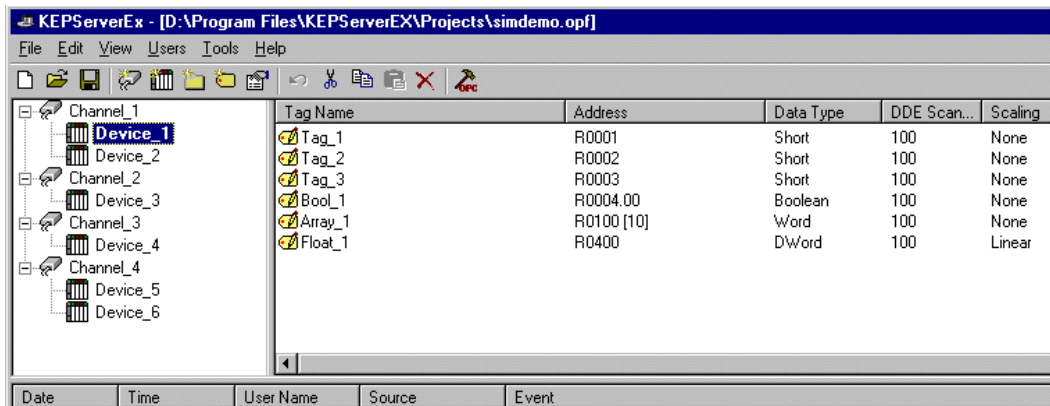 KEPServerEx - [D:\Program Files\KEPServerEX\Projects\simdemo.opf]
File Edit View Users Tools Help
OPC
Channel_1
Device_1
Device_2
Channel_2
Device_3
Channel_3
Device_4
Channel_4
Device_5
Device_6
Tag Name Address Data Type DDE Scan... Scaling
Tag_1 R0001 Short 100 None
Tag_2 R0002 Short 100 None
Tag_3 R0003 Short 100 None
Bool_1 R0004.00 Boolean 100 None
Array_1 R0100 [10] Word 100 None
Float_1 R0400 DWord 100 Linear
Date Time User Name Source Event